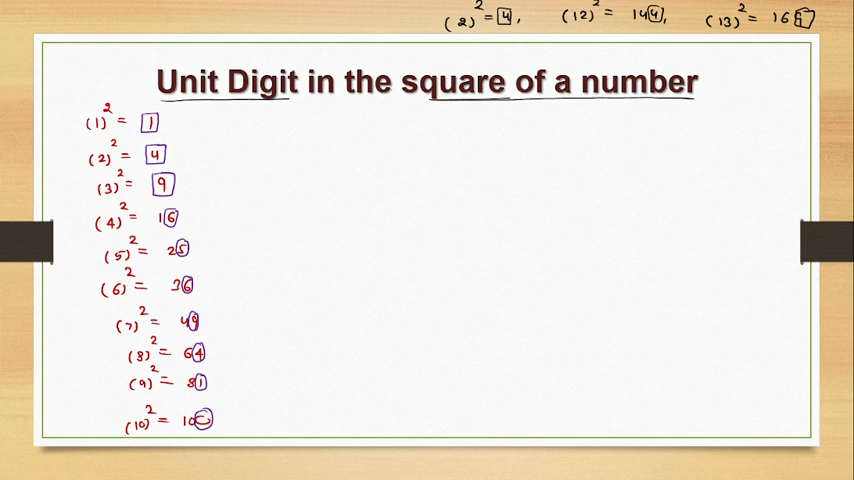 (2)² = 4, (12)² = 144, (13)² = 169
Unit Digit in the square of a number
(1)² = 1
(2)² = 4
(3)² = 9
(4)² = 16
(5)² = 25
(6)² = 36
(7)² = 49
(8)² = 64
(9)² = 81
(10)² = 100